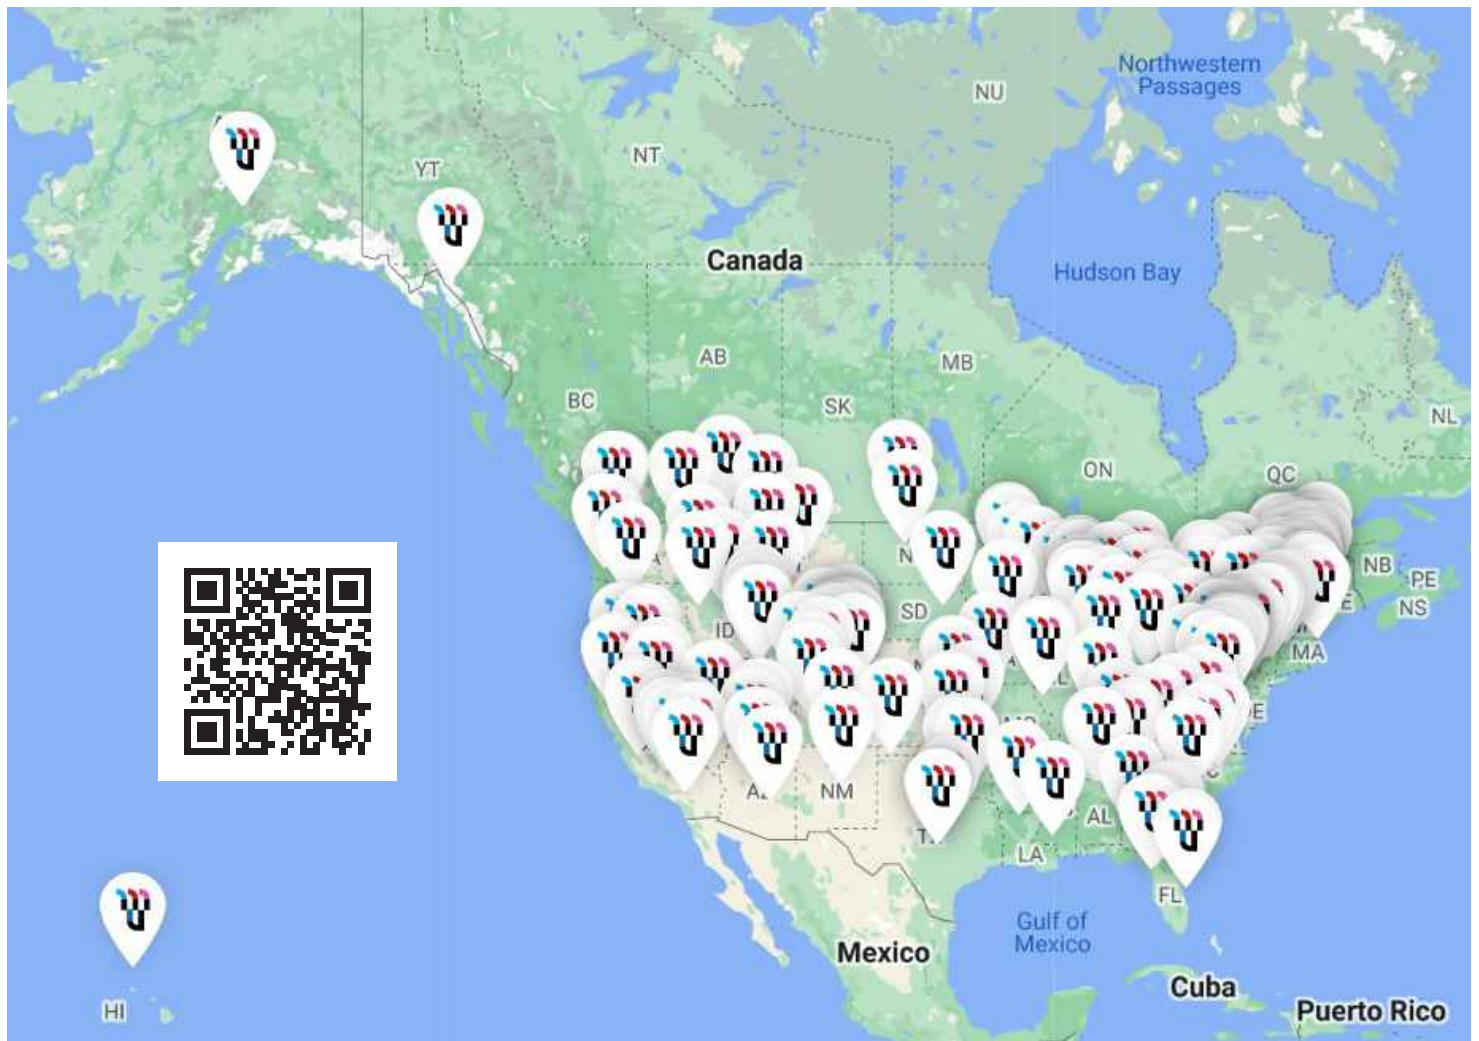 Northwestern
Passages
NU
NT
YT
Canada
Hudson Bay
AB
MB
BC
SK
NL
ON
QC
NB
PE
NS
SD
ID
MA
NM
AL
LA
FL
Gulf of
Mexico
Mexico
Cuba
HI
Puerto Rico